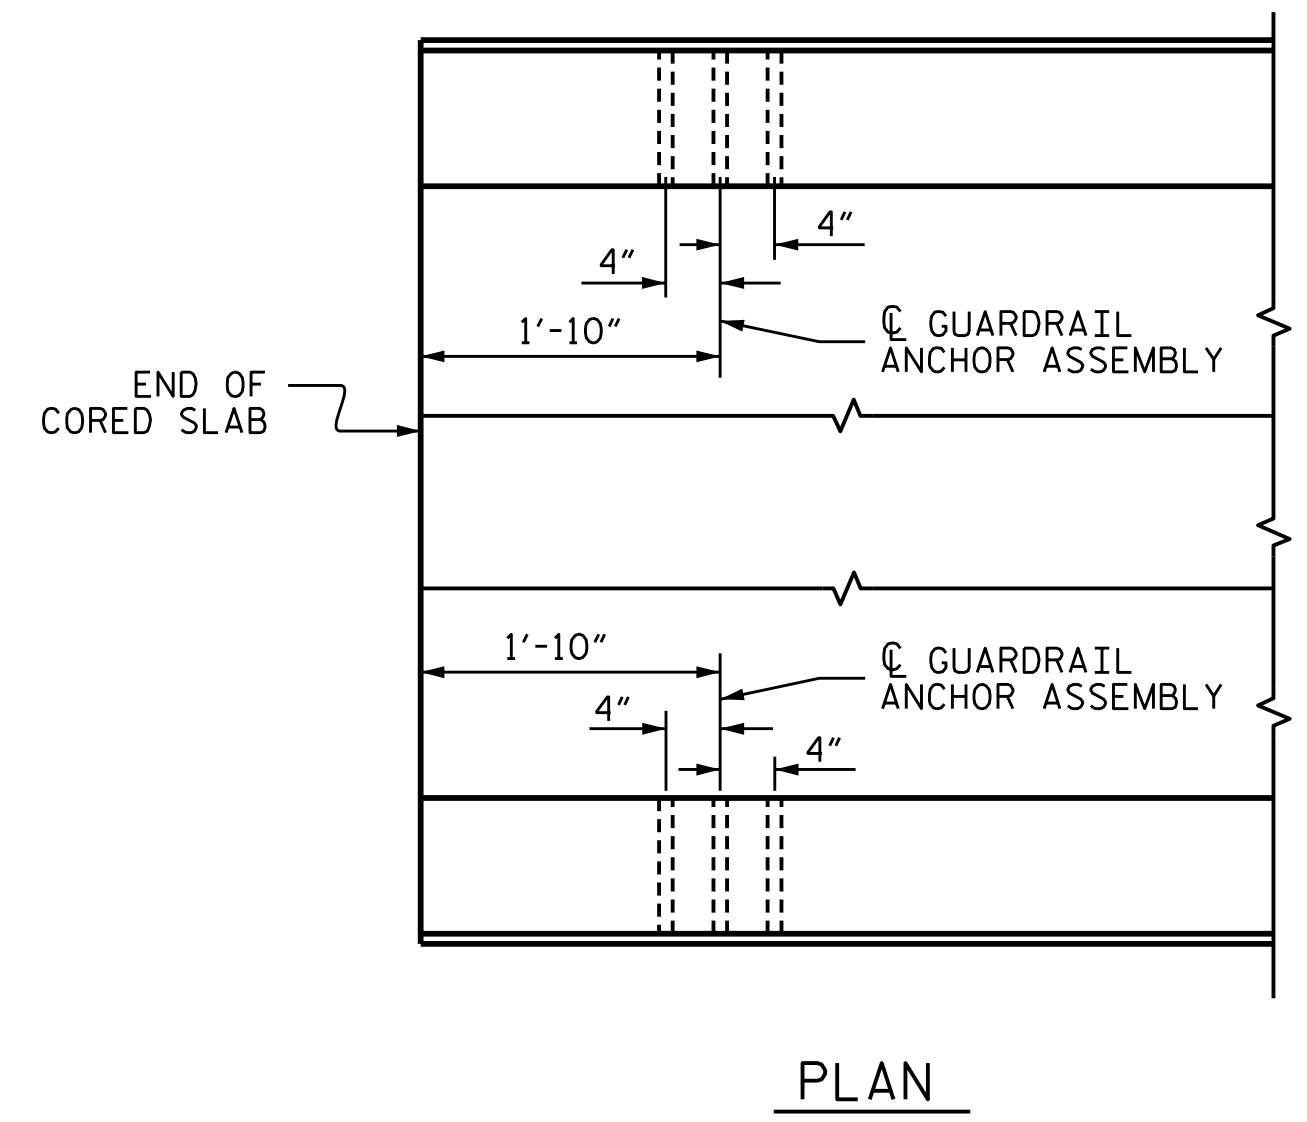 4"
4"
1'-10"
℄ GUARDRAIL
ANCHOR ASSEMBLY
END OF
CORED SLAB
1'-10"
℄ GUARDRAIL
ANCHOR ASSEMBLY
4"
4"
PLAN